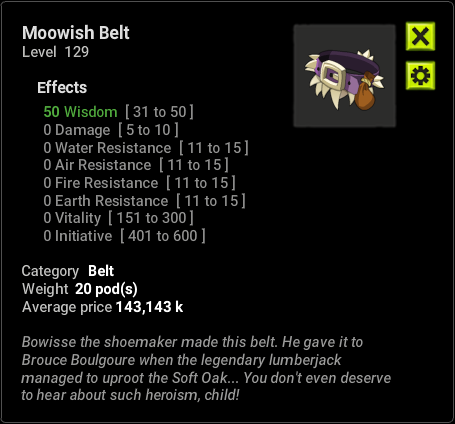 Moowish Belt
Level 129
Effects
50 Wisdom [ 31 to 50 ]
0 Damage [ 5 to 10 ]
0 Water Resistance [ 11 to 15 ]
0 Air Resistance [ 11 to 15 ]
0 Fire Resistance [ 11 to 15 ]
0 Earth Resistance [ 11 to 15 ]
0 Vitality [ 151 to 300 ]
0 Initiative [ 401 to 600 ]
Category Belt
Weight 20 pod(s)
Average price 143,143 k
Bowisse the shoemaker made this belt. He gave it to
Brouce Boulgoure when the legendary lumberjack
managed to uproot the Soft Oak... You don't even deserve
to hear about such heroism, child!